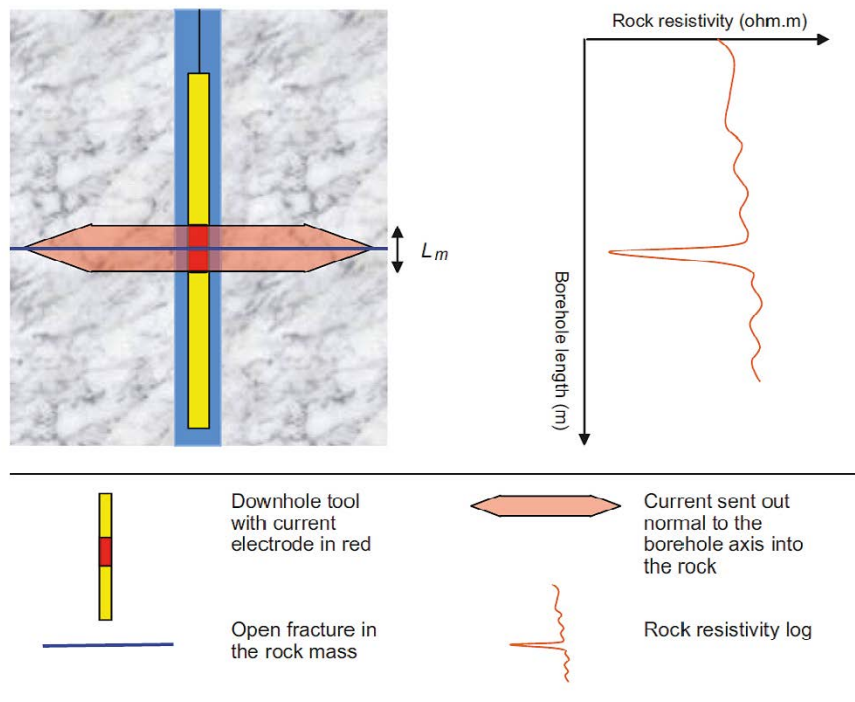 Rock resistivity (ohm.m)
Lm
Borehole length (m)
Downhole tool
with current
electrode in red
Current sent out
normal to the
borehole axis into
the rock
Open fracture in
the rock mass
Rock resistivity log